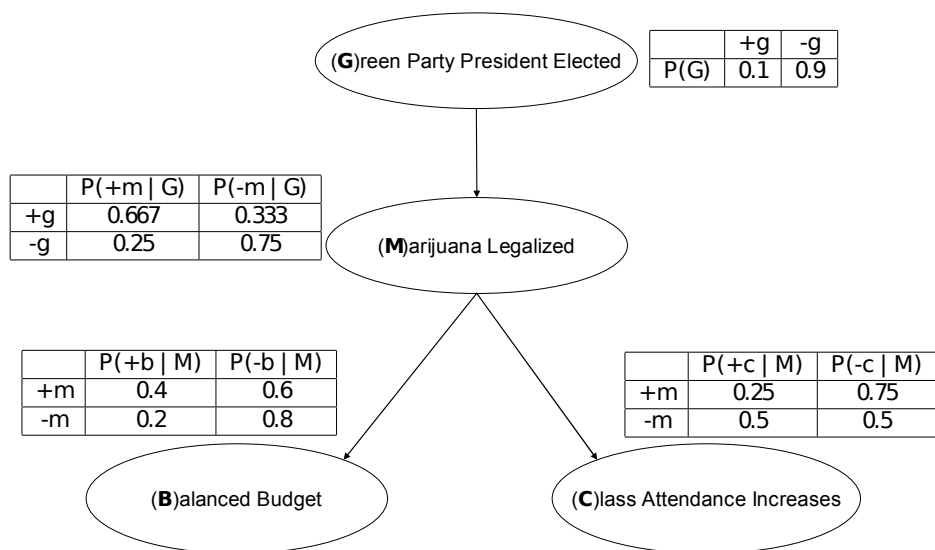 (G)reen Party President Elected
+g -g
P(G) 0.1 0.9
P(+m | G) P(-m | G)
+g 0.667 0.333
-g 0.25 0.75
(M)arijuana Legalized
P(+b | M) P(-b | M)
+m 0.4 0.6
-m 0.2 0.8
P(+c | M) P(-c | M)
+m 0.25 0.75
-m 0.5 0.5
(B)alanced Budget
(C)lass Attendance Increases